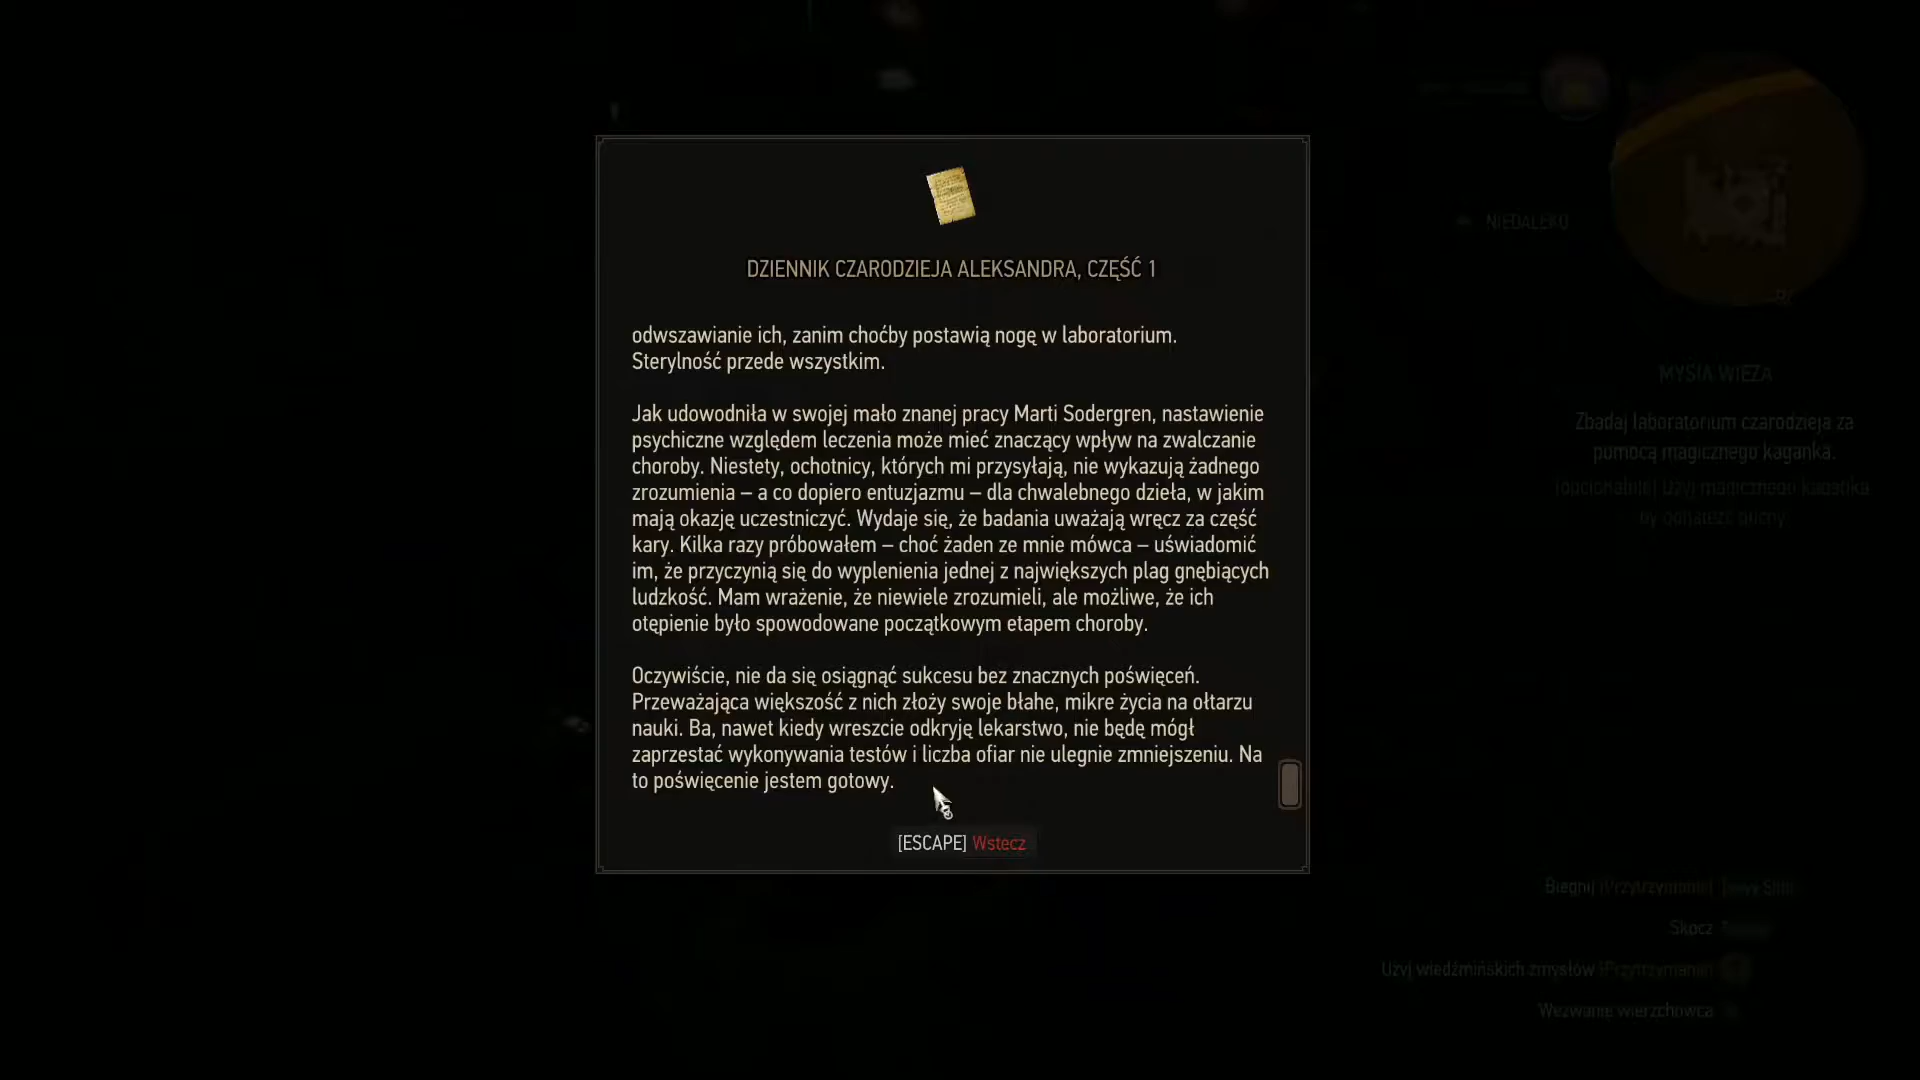 DZIENNIK CZARODZIEJA ALEKSANDRA, CZĘŚĆ 1
odwszawianie ich, zanim choćby postawią nogę w laboratorium.
Sterylność przede wszystkim.
Jak udowodniła w swojej mało znanej pracy Marti Sodergren, nastawienie
psychiczne względem leczenia może mieć znaczący wpływ na zwalczanie
choroby. Niestety, ochotnicy, których mi przysyłają, nie wykazują żadnego
zrozumienia – a co dopiero entuzjazmu – dla chwalebnego dzieła, w jakim
mają okazję uczestniczyć. Wydaje się, że badania uważają wręcz za część
kary. Kilka razy próbowałem – choć żaden ze mnie mówca – uświadomić
im, że przyczynią się do wyplenienia jednej z największych plag gnębiących
ludzkość. Mam wrażenie, że niewiele zrozumieli, ale możliwe, że ich
otępienie było spowodowane początkowym etapem choroby.
Oczywiście, nie da się osiągnąć sukcesu bez znacznych poświęceń.
Przeważająca większość z nich złoży swoje błahe, mikre życia na ołtarzu
nauki. Ba, nawet kiedy wreszcie odkryję lekarstwo, nie będę mógł
zaprzestać wykonywania testów i liczba ofiar nie ulegnie zmniejszeniu. Na
to poświęcenie jestem gotowy.
[ESCAPE] Wstecz
NIEDALEKO
MYSIA WIEŻA
Zbadaj laboratorium czarodzieja za
pomocą magicznego kaganka.
Biegnij (Przytrzymanie)
Skocz
Użyj wiedźmińskich zmysłów (Przytrzymanie)
Wezwanie wierzchowca